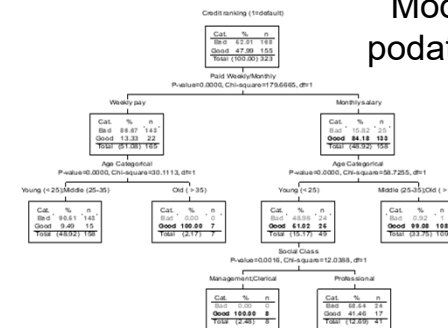 Mod
podat
Credit ranking (1=default)
Cat. % n
Bad 52.01 168
Good 47.99 155
Total (100.00) 323
Paid Weekly/Monthly
P-value=0.0000, Chi-square=179.6665, df=1
Weekly pay
Monthly salary
Cat. % n
Bad 86.67 143
Good 13.33 22
Total (51.08) 165
Cat. % n
Bad 15.82 25
Good 84.18 133
Total (48.92) 158
Age Categorical
P-value=0.0000, Chi-square=30.1113, df=1
Age Categorical
P-value=0.0000, Chi-square=58.7255, df=1
Young (<25);Middle (25-35)
Old ( >35)
Young (<25)
Middle (25-35);Old ( >
Cat. % n
Bad 90.51 143
Good 9.49 15
Total (48.92) 158
Cat. % n
Bad 0.00 0
Good 100.00 7
Total (2.17) 7
Cat. % n
Bad 48.98 24
Good 51.02 25
Total (15.17) 49
Cat. % n
Bad 0.92 1
Good 99.08 108
Total (33.75) 109
Social Class
P-value=0.0016, Chi-square=12.0388, df=1
Management;Clerical
Professional
Cat. % n
Bad 0.00 0
Good 100.00 8
Total (2.48) 8
Cat. % n
Bad 58.54 24
Good 41.46 17
Total (12.69) 41